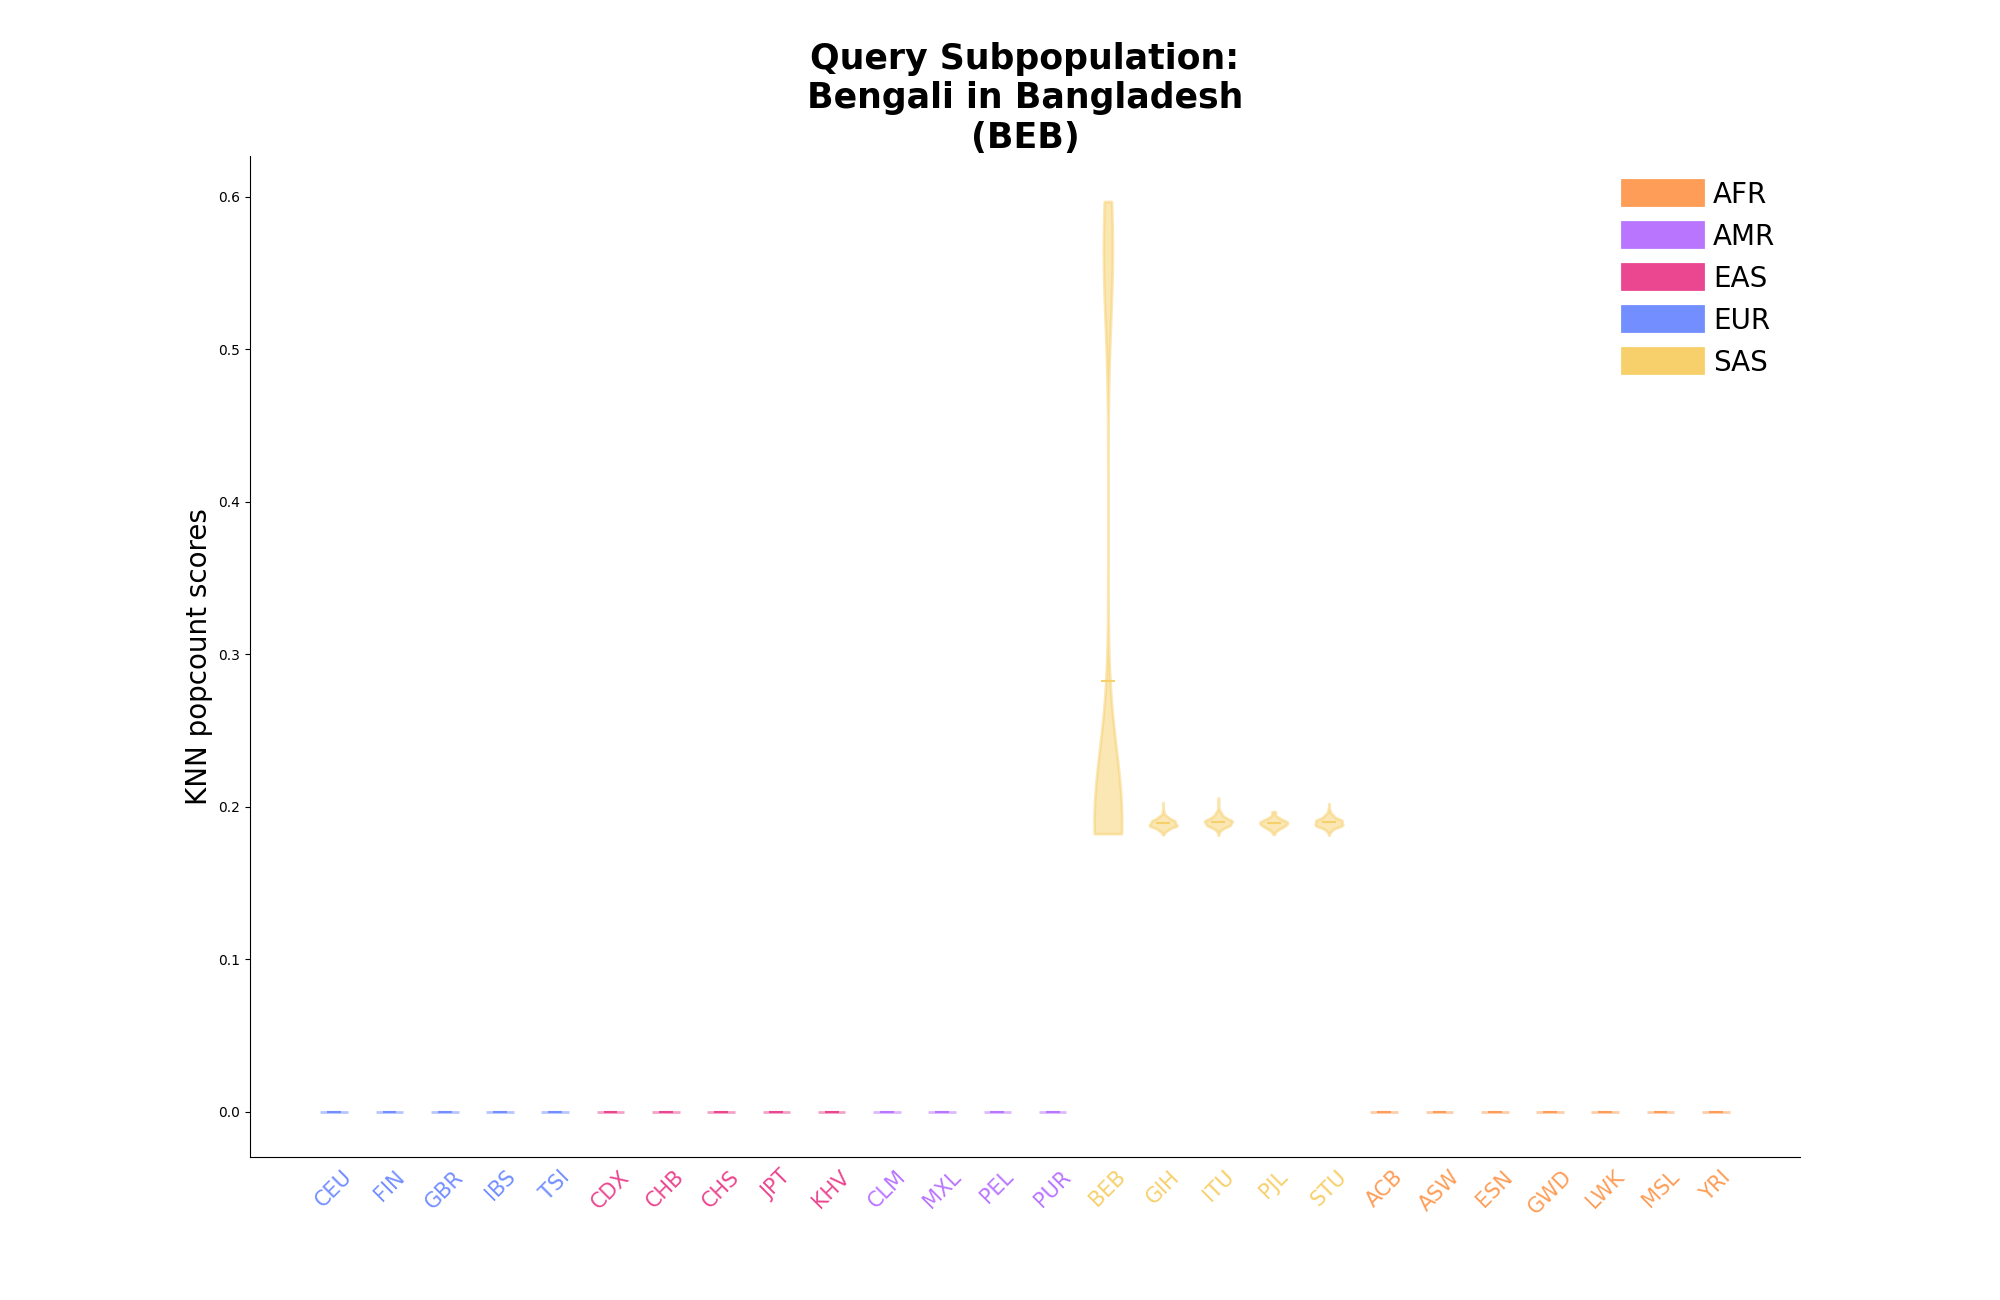 Query Subpopulation:
Bengali in Bangladesh
(BEB)
AFR
AMR
EAS
EUR
SAS
KNN popcount scores
0.6
0.5
0.4
0.3
0.2
0.1
0.0
CEU FIN GBR IBS TSI CDX CHB CHS JPT KHV CLM MXL PEL PUR BEB GIH ITU PJL STU ACB ASW ESN GWD LWK MSL YRI